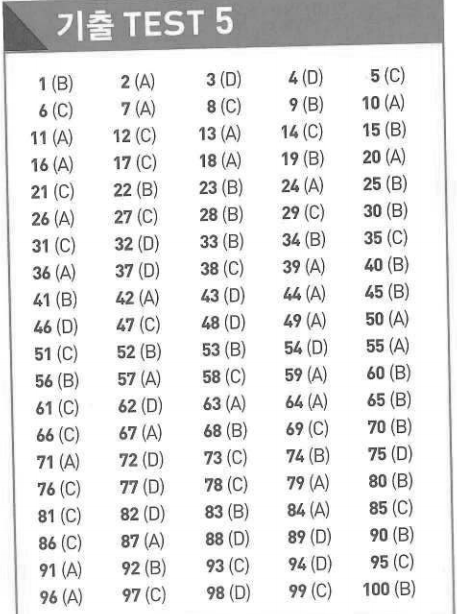 기출 TEST 5
1 (B) 2 (A) 3 (D) 4 (D) 5 (C)
6 (C) 7 (A) 8 (C) 9 (B) 10 (A)
11 (A) 12 (C) 13 (A) 14 (C) 15 (B)
16 (A) 17 (C) 18 (A) 19 (B) 20 (A)
21 (C) 22 (B) 23 (B) 24 (A) 25 (B)
26 (A) 27 (C) 28 (B) 29 (C) 30 (B)
31 (C) 32 (D) 33 (B) 34 (B) 35 (C)
36 (A) 37 (D) 38 (C) 39 (A) 40 (B)
41 (B) 42 (A) 43 (D) 44 (A) 45 (B)
46 (D) 47 (C) 48 (D) 49 (A) 50 (A)
51 (C) 52 (B) 53 (B) 54 (D) 55 (A)
56 (B) 57 (A) 58 (C) 59 (A) 60 (B)
61 (C) 62 (D) 63 (A) 64 (A) 65 (B)
66 (C) 67 (A) 68 (B) 69 (C) 70 (B)
71 (A) 72 (D) 73 (C) 74 (B) 75 (D)
76 (C) 77 (D) 78 (C) 79 (A) 80 (B)
81 (C) 82 (D) 83 (B) 84 (A) 85 (C)
86 (C) 87 (A) 88 (D) 89 (D) 90 (B)
91 (A) 92 (B) 93 (C) 94 (D) 95 (C)
96 (A) 97 (C) 98 (D) 99 (C) 100 (B)